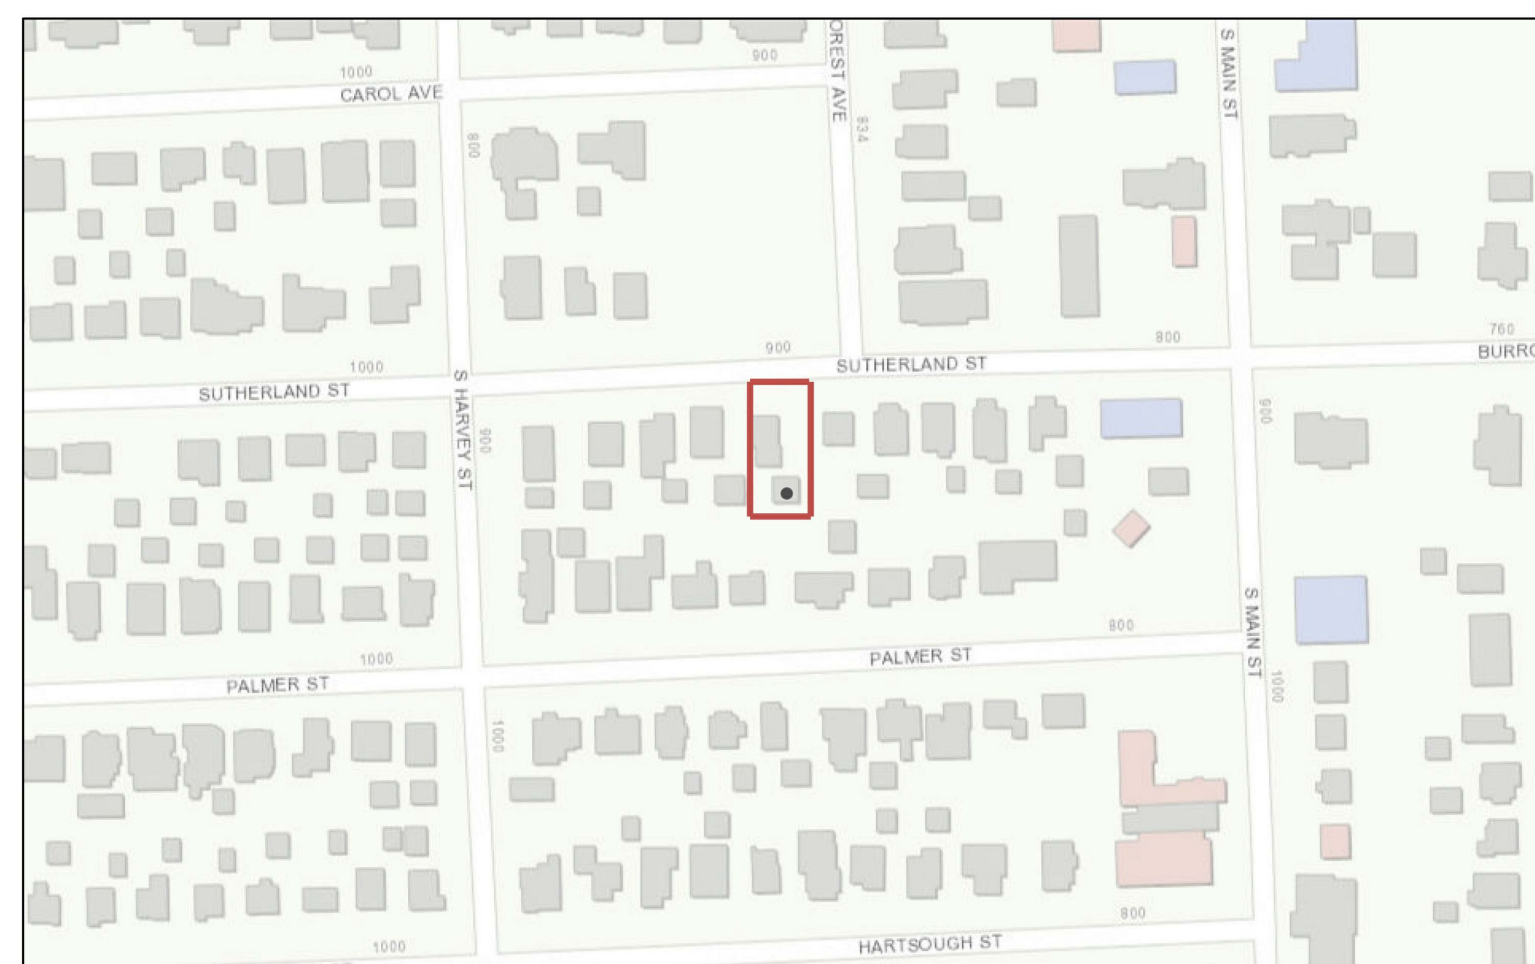 900
1000
CAROL AVE
OREST AVE
S MAIN ST
834
800
900
800
760
1000
SUTHERLAND ST
BURRO
SUTHERLAND ST
S HARVEY ST
900
900
800
1000
PALMER ST
S MAIN ST
PALMER ST
1000
1000
800
HARTSOUGH ST
1000